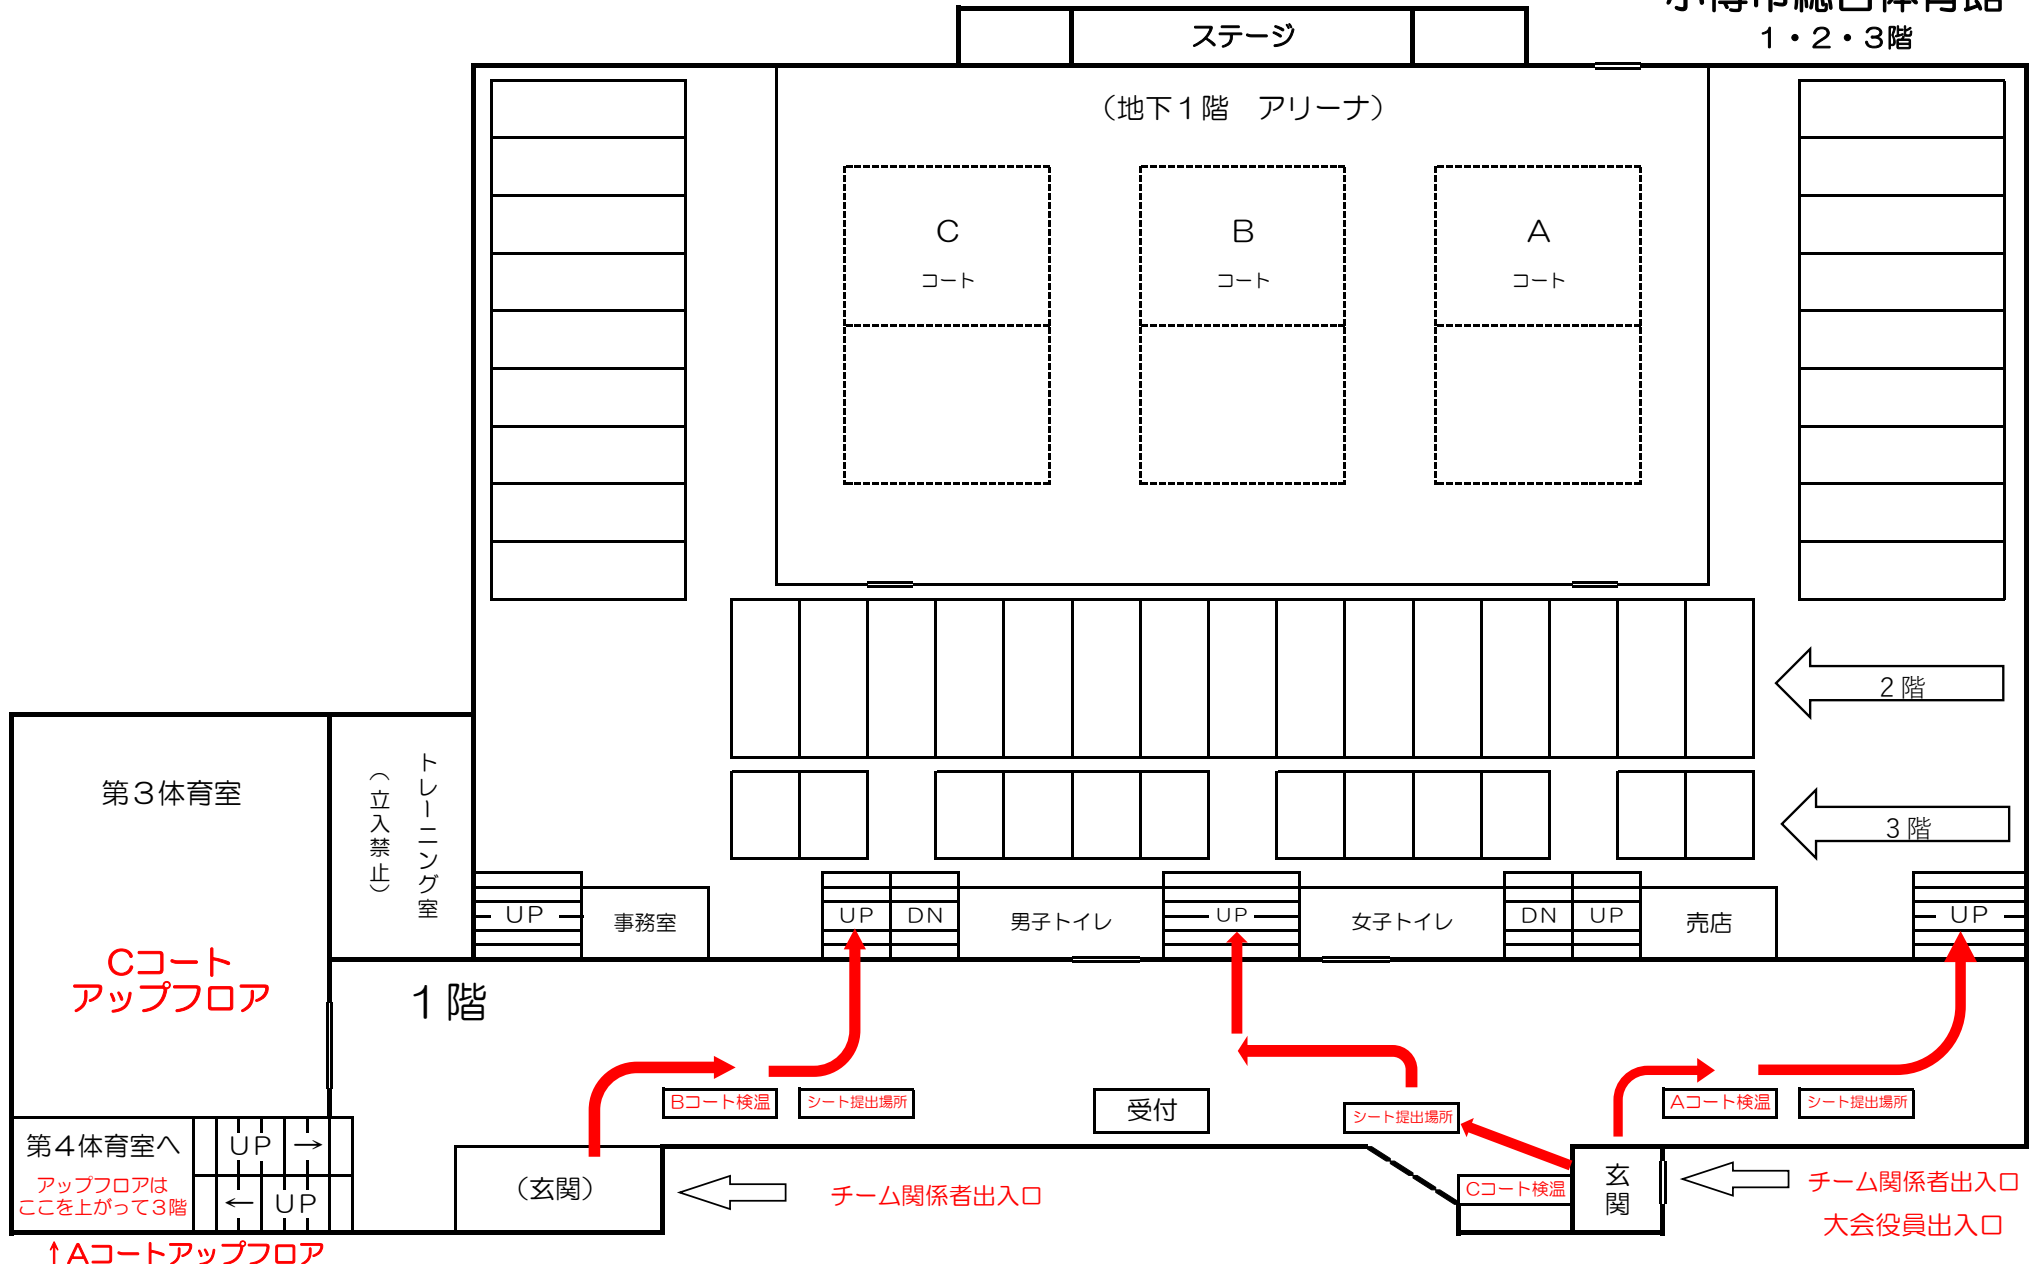 小樽市総合体育館
1・2・3階
ステージ
（地下1階　アリーナ）
C
コート
B
コート
A
コート
2階
3階
第3体育室
トレーニング室
（立入禁止）
Cコート
アップフロア
UP
事務室
UP
DN
男子トイレ
UP
女子トイレ
DN
UP
売店
UP
1階
Bコート検温
シート提出場所
受付
シート提出場所
Aコート検温
シート提出場所
第4体育室へ
UP
→
アップフロアは
ここを上がって3階
←
UP
（玄関）
チーム関係者出入口
Cコート検温
玄関
チーム関係者出入口
大会役員出入口
↑Aコートアップフロア